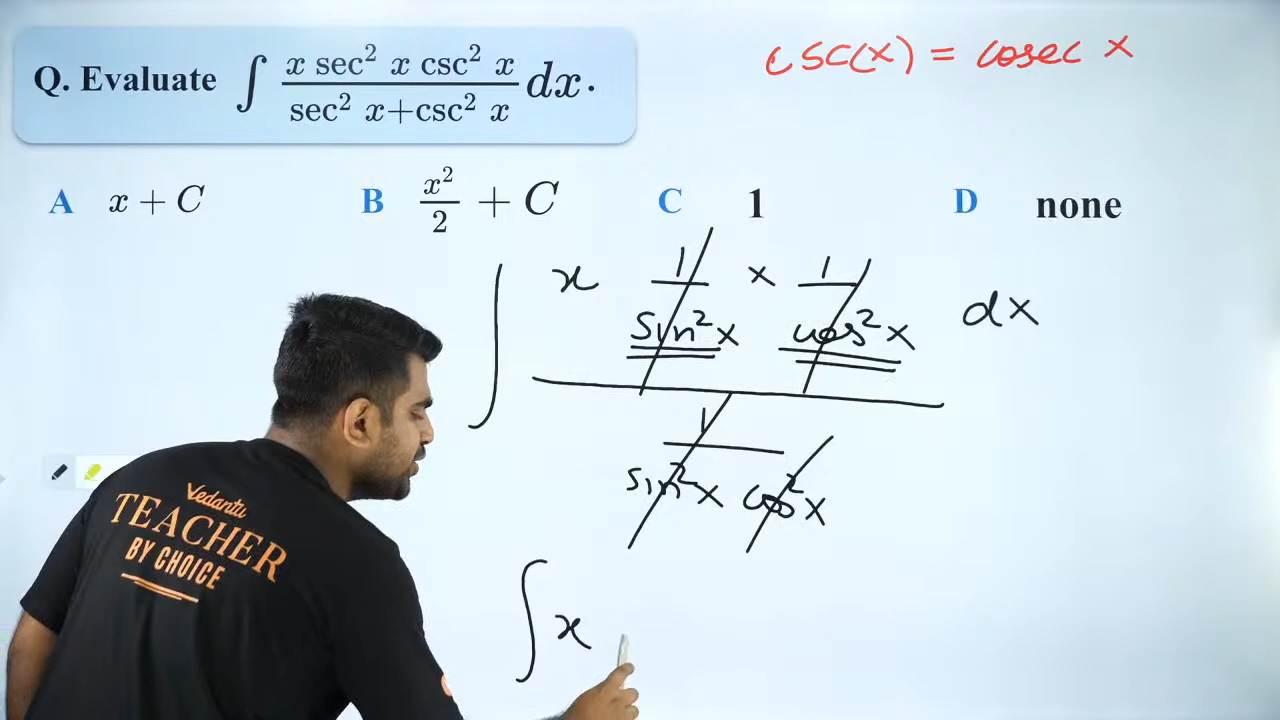 Q. Evaluate ∫ x sec² x csc² x / sec² x+csc² x dx.
csc(x) = cosec x
A x + C B x²/2 + C C 1 D none
∫ x 1/sin²x × 1/cos²x dx
1
sin²x cos²x
∫ x
Vedantu
TEACHER
BY CHOICE